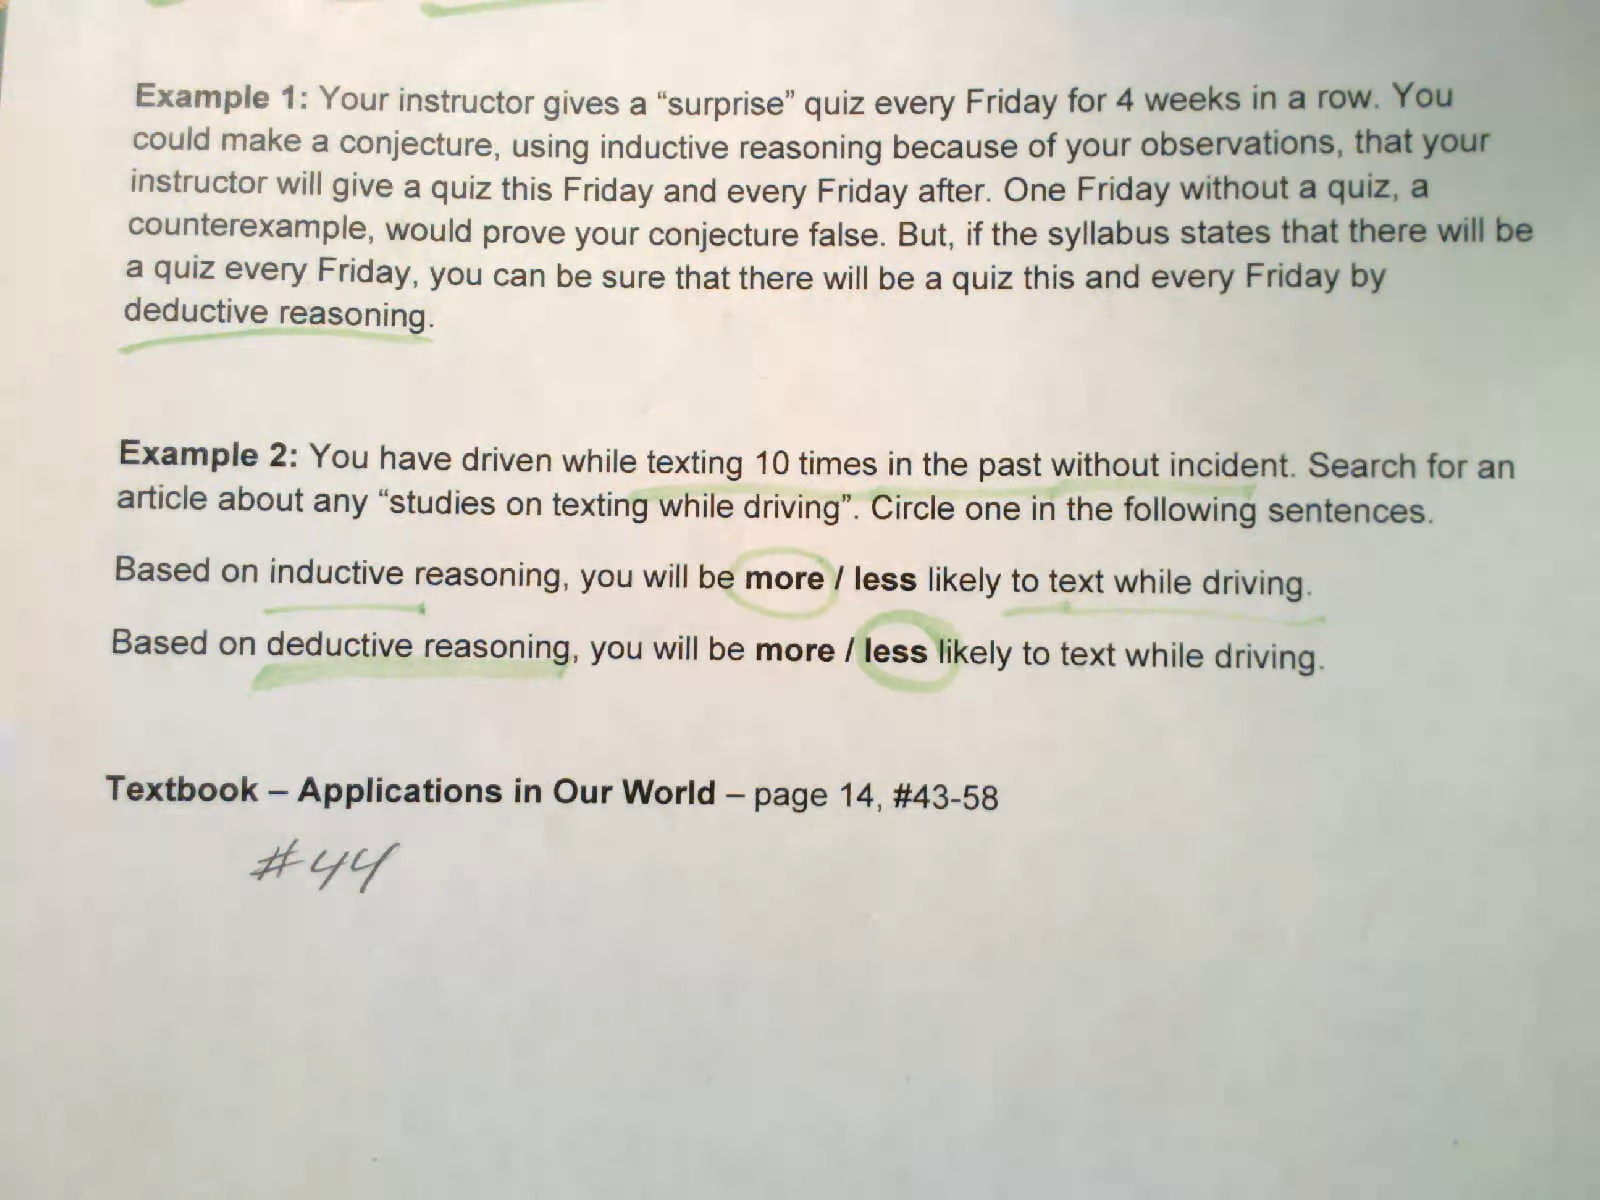 Example 1: Your instructor gives a “surprise” quiz every Friday for 4 weeks in a row. You
could make a conjecture, using inductive reasoning because of your observations, that your
instructor will give a quiz this Friday and every Friday after. One Friday without a quiz, a
counterexample, would prove your conjecture false. But, if the syllabus states that there will be
a quiz every Friday, you can be sure that there will be a quiz this and every Friday by
deductive reasoning.
Example 2: You have driven while texting 10 times in the past without incident. Search for an
article about any “studies on texting while driving”. Circle one in the following sentences.
Based on inductive reasoning, you will be more / less likely to text while driving.
Based on deductive reasoning, you will be more / less likely to text while driving.
Textbook – Applications in Our World – page 14, #43-58
#44